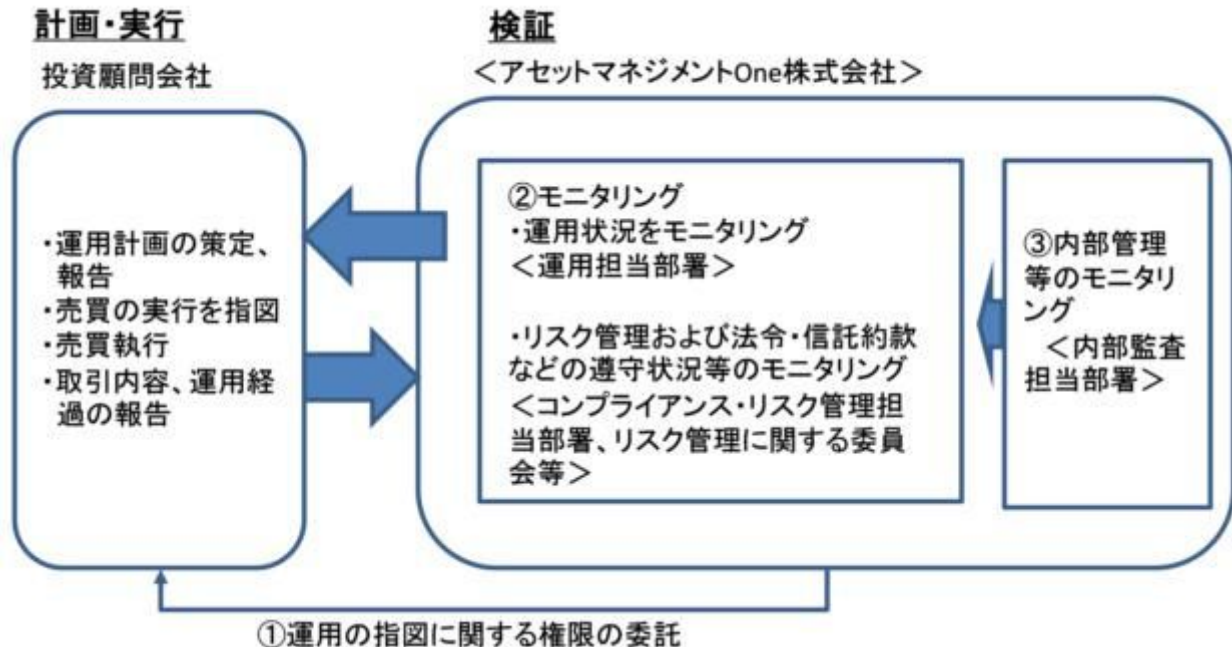 計画・実行
投資顧問会社
・運用計画の策定、
報告
・売買の実行を指図
・売買執行
・取引内容、運用経
過の報告
検証
＜アセットマネジメントOne株式会社＞
②モニタリング
・運用状況をモニタリング
＜運用担当部署＞
・リスク管理および法令・信託約款
などの遵守状況等のモニタリング
＜コンプライアンス・リスク管理担
当部署、リスク管理に関する委員
会等＞
③内部管理
等のモニタリ
ング
＜内部監査
担当部署＞
①運用の指図に関する権限の委託